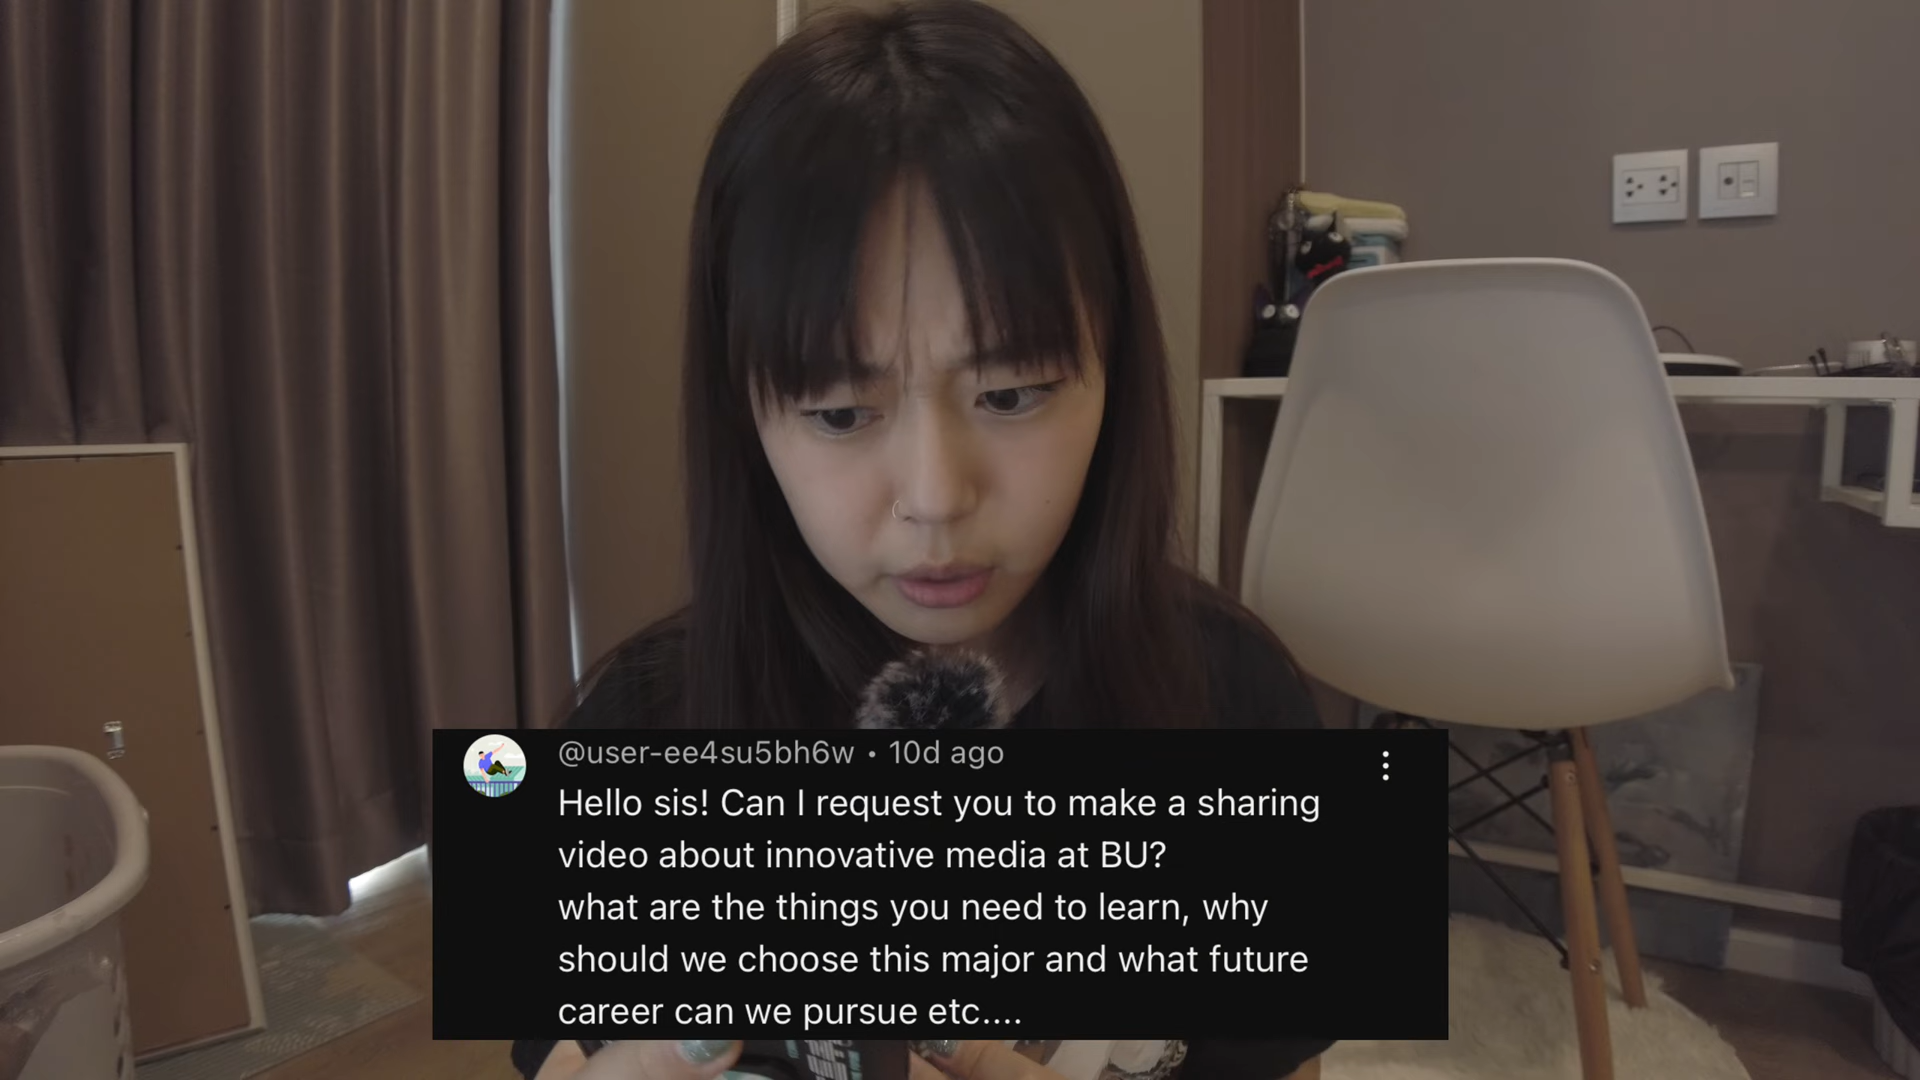 @user-ee4su5bh6w • 10d ago
Hello sis! Can I request you to make a sharing
video about innovative media at BU?
what are the things you need to learn, why
should we choose this major and what future
career can we pursue etc....